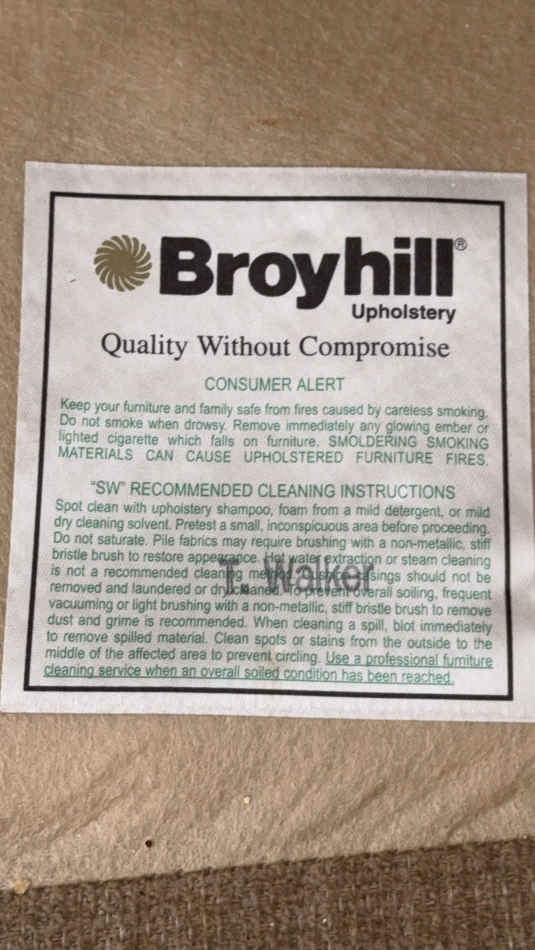 Broyhill®
Upholstery
Quality Without Compromise
CONSUMER ALERT
Keep your furniture and family safe from fires caused by careless smoking.
Do not smoke when drowsy. Remove immediately any glowing ember or
lighted cigarette which falls on furniture. SMOLDERING SMOKING
MATERIALS CAN CAUSE UPHOLSTERED FURNITURE FIRES.
"SW" RECOMMENDED CLEANING INSTRUCTIONS
Spot clean with upholstery shampoo, foam from a mild detergent, or mild
dry cleaning solvent. Pretest a small, inconspicuous area before proceeding.
Do not saturate. Pile fabrics may require brushing with a non-metallic, stiff
bristle brush to restore appearance. Hot water extraction or steam cleaning
is not a recommended cleaning should not be
T. Walker
removed and laundered or dry cleaned. To prevent overall soiling, frequent
vacuuming or light brushing with a non-metallic, stiff bristle brush to remove
dust and grime is recommended. When cleaning a spill, blot immediately
to remove spilled material. Clean spots or stains from the outside to the
middle of the affected area to prevent circling. Use a professional furniture
cleaning service when an overall soiled condition has been reached.